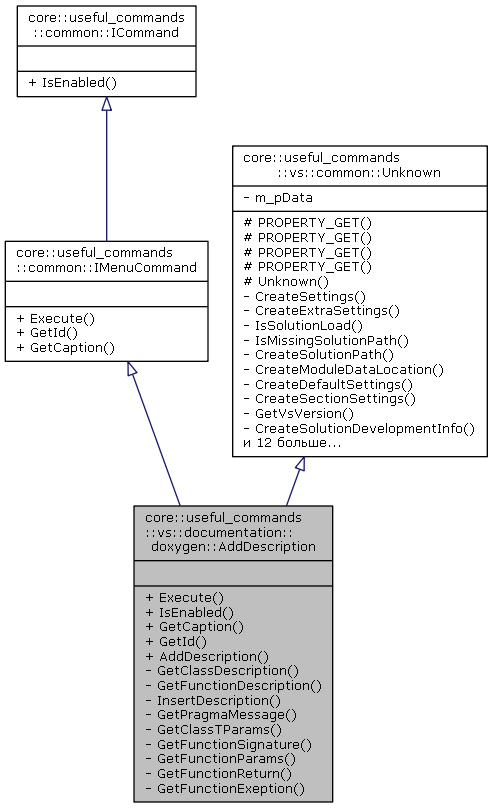 core::useful_commands
::common::ICommand
+ IsEnabled()
core::useful_commands
::vs::common::Unknown
- m_pData
# PROPERTY_GET()
# PROPERTY_GET()
# PROPERTY_GET()
# PROPERTY_GET()
# Unknown()
- CreateSettings()
- CreateExtraSettings()
- IsSolutionLoad()
- IsMissingSolutionPath()
- CreateSolutionPath()
- CreateModuleDataLocation()
- CreateDefaultSettings()
- CreateSectionSettings()
- GetVsVersion()
- CreateSolutionDevelopmentInfo()
и 12 больше...
core::useful_commands
::common::IMenuCommand
+ Execute()
+ GetId()
+ GetCaption()
core::useful_commands
::vs::documentation::
doxygen::AddDescription
+ Execute()
+ IsEnabled()
+ GetCaption()
+ GetId()
+ AddDescription()
- GetClassDescription()
- GetFunctionDescription()
- InsertDescription()
- GetPragmaMessage()
- GetClassTParams()
- GetFunctionSignature()
- GetFunctionParams()
- GetFunctionReturn()
- GetFunctionExeption()